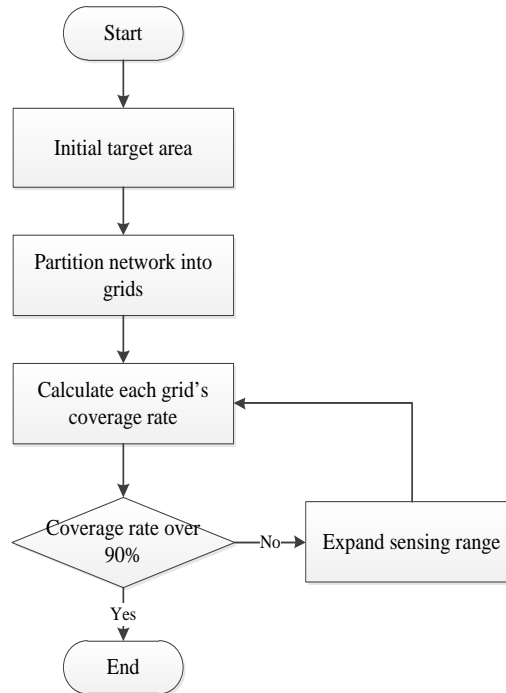 Start
Initial target area
Partition network into
grids
Calculate each grid's
coverage rate
Coverage rate over
90%
No
Expand sensing range
Yes
End